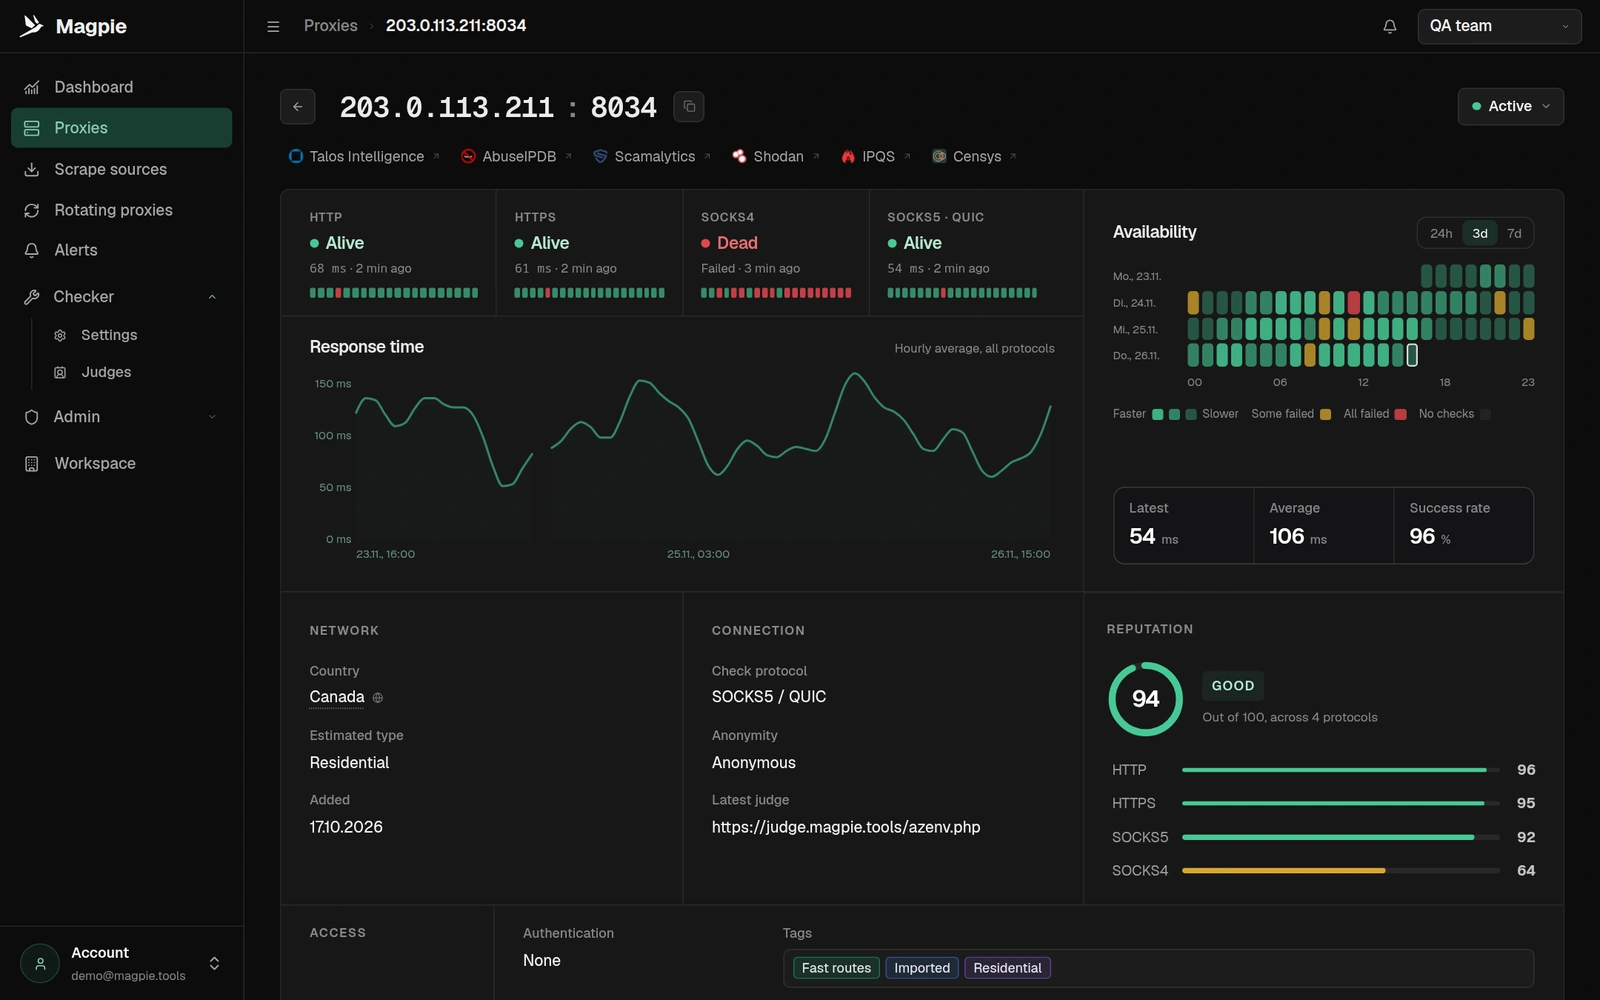 Magpie
Proxies
203.0.113.211:8034
QA team
Dashboard
Proxies
Scrape sources
Rotating proxies
Alerts
Checker
Settings
Judges
Admin
Workspace
Account
demo@magpie.tools
203.0.113.211 : 8034
Active
Talos Intelligence
AbuseIPDB
Scamalytics
Shodan
IPQS
Censys
HTTP
Alive
68 ms · 2 min ago
HTTPS
Alive
61 ms · 2 min ago
SOCKS4
Dead
Failed · 3 min ago
SOCKS5 · QUIC
Alive
54 ms · 2 min ago
Response time
Hourly average, all protocols
150 ms
100 ms
50 ms
0 ms
23.11., 16:00
25.11., 03:00
26.11., 15:00
Availability
24h
3d
7d
Mo., 23.11.
Di., 24.11.
Mi., 25.11.
Do., 26.11.
00
06
12
18
23
Faster
Slower
Some failed
All failed
No checks
Latest
54 ms
Average
106 ms
Success rate
96 %
NETWORK
Country
Canada
Estimated type
Residential
Added
17.10.2026
CONNECTION
Check protocol
SOCKS5 / QUIC
Anonymity
Anonymous
Latest judge
https://judge.magpie.tools/azenv.php
REPUTATION
94
GOOD
Out of 100, across 4 protocols
HTTP 96
HTTPS 95
SOCKS5 92
SOCKS4 64
ACCESS
Authentication
None
Tags
Fast routes
Imported
Residential